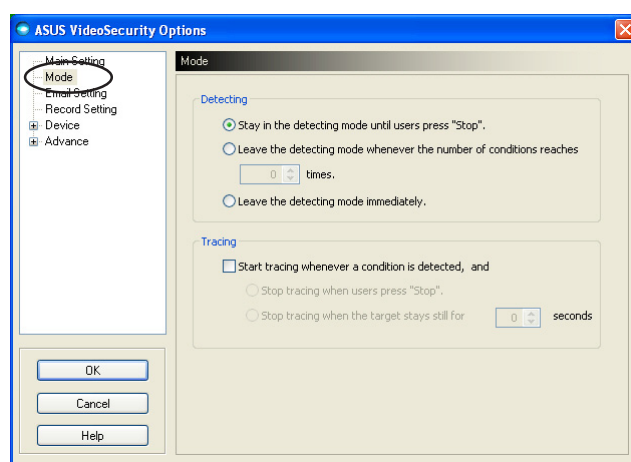 ASUS VideoSecurity Options
Main Setting
Mode
Email Setting
Record Setting
Device
Advance
OK
Cancel
Help
Mode
Detecting
Stay in the detecting mode until users press "Stop".
Leave the detecting mode whenever the number of conditions reaches
0 times.
Leave the detecting mode immediately.
Tracing
Start tracing whenever a condition is detected, and
Stop tracing when users press "Stop".
Stop tracing when the target stays still for 0 seconds